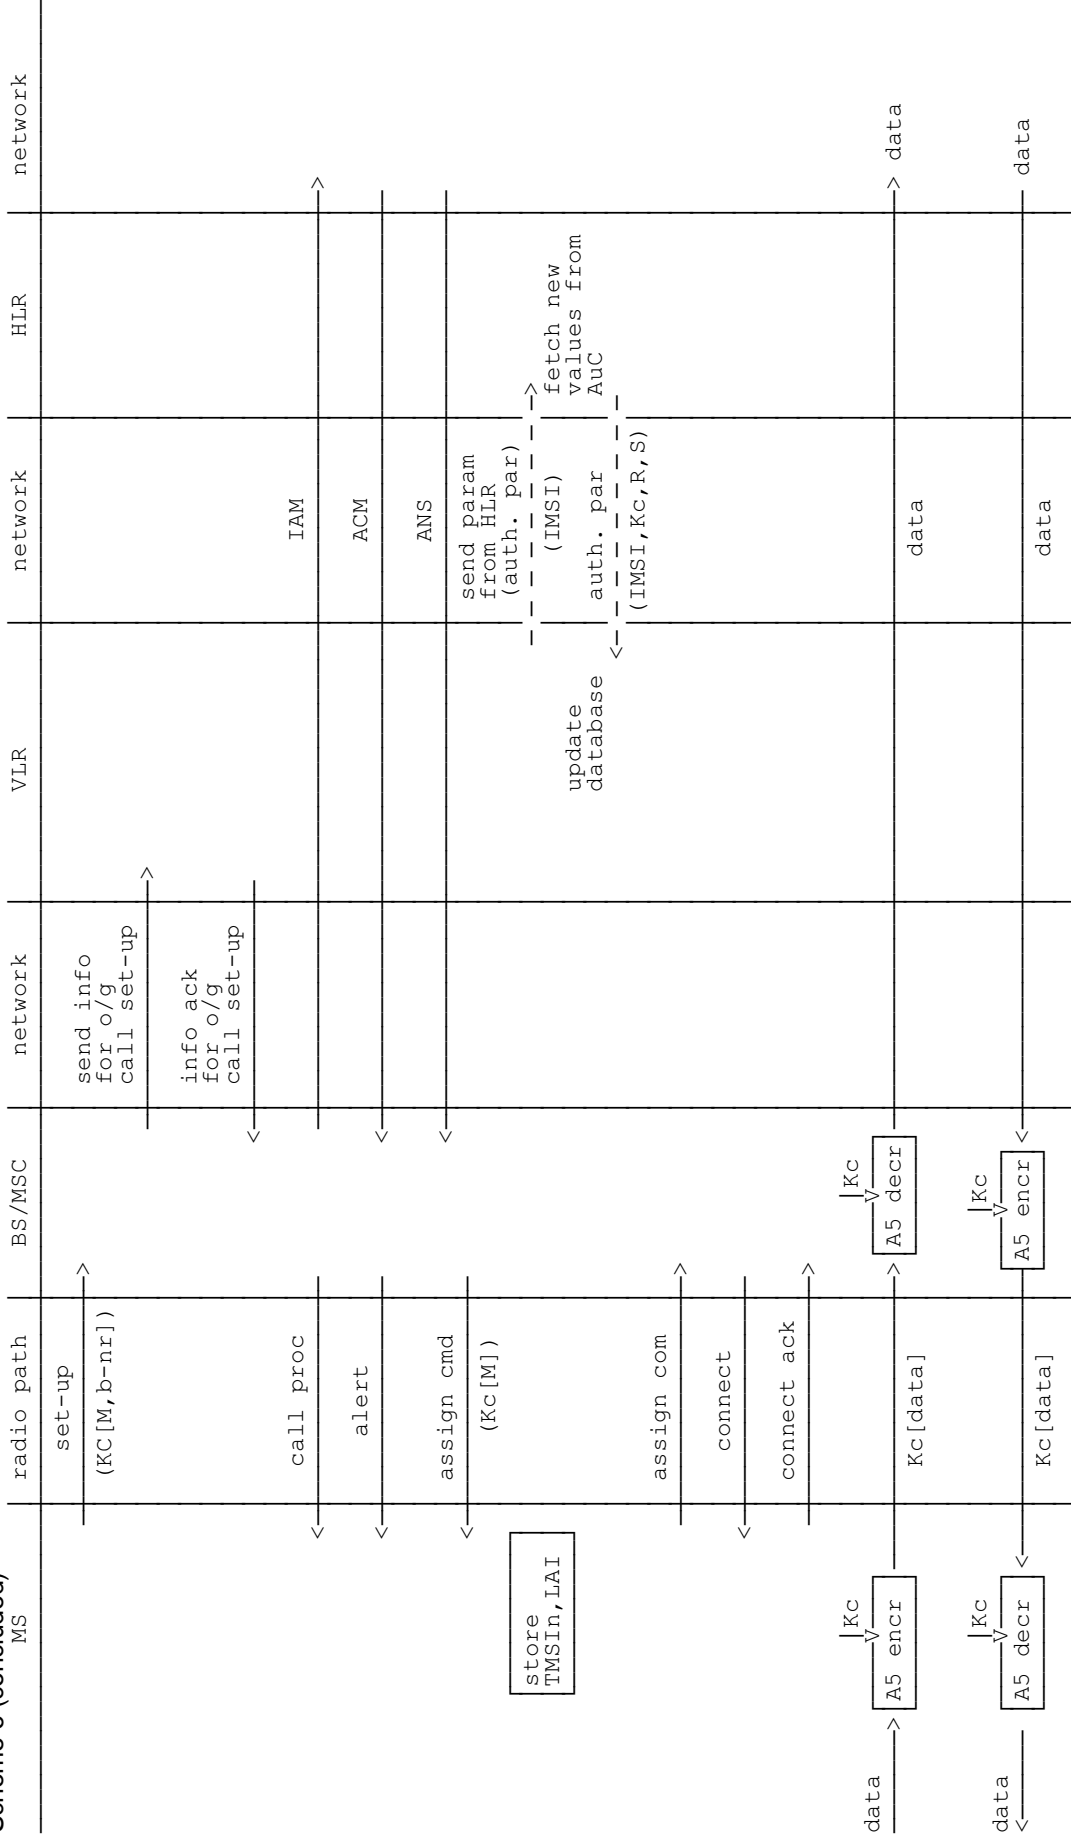 Scheme (concluded)
MS radio path BS/MSC network VLR network HLR network
set-up
(KC[M,b-nr])
send info
for o/g
call set-up
info ack
for o/g
call set-up
call proc
IAM
alert
ACM
assign cmd
(Kc[M])
ANS
store
TMSIn,LAI
send param
from HLR
(auth. par)
(IMSI)
fetch new
values from
AuC
update
database
auth. par
(IMSI,Kc,R,S)
assign com
connect
connect ack
Kc
Kc
data
A5 encr
A5 decr
data
Kc[data]
data
Kc
Kc
data
A5 decr
A5 encr
data
Kc[data]
data